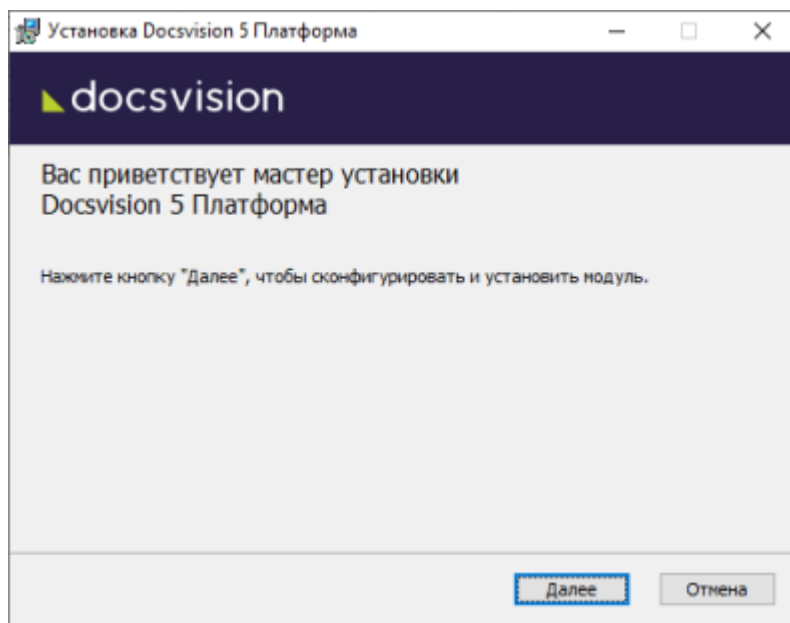 Установка Docsvision 5 Платформа
docsvision
Вас приветствует мастер установки
Docsvision 5 Платформа
Нажмите кнопку "Далее", чтобы сконфигурировать и установить модуль.
Далее
Отмена